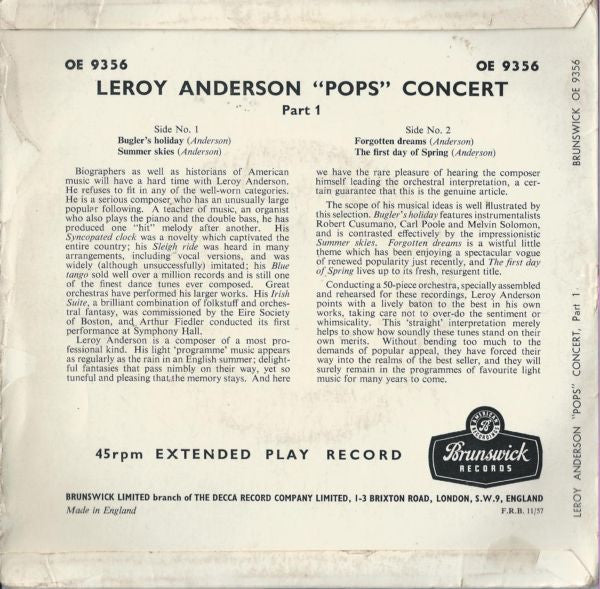 OE 9356 OE 9356
LEROY ANDERSON "POPS" CONCERT
Part 1
Side No. 1
Bugler's holiday (Anderson)
Summer skies (Anderson)
Side No. 2
Forgotten dreams (Anderson)
The first day of Spring (Anderson)
Biographers as well as historians of American
music will have a hard time with Leroy Anderson.
He refuses to fit in any of the well-worn categories.
He is a serious composer who has an unusually large
popular following. A teacher of music, an organist
who also plays the piano and the double bass, he has
produced one "hit" melody after another. His
Syncopated clock was a novelty which captivated the
entire country; his Sleigh ride was heard in many
arrangements, including vocal versions, and was
widely (although unsuccessfully) imitated; his Blue
tango sold well over a million records and is still one
of the finest dance tunes ever composed. Great
orchestras have performed his larger works. His Irish
Suite, a brilliant combination of folkstuff and orches-
tral fantasy, was commissioned by the Eire Society
of Boston, and Arthur Fiedler conducted its first
performance at Symphony Hall.
Leroy Anderson is a composer of a most pro-
fessional kind. His light 'programme' music appears
as regularly as the rain in an English summer; delight-
ful fantasies that pass nimbly on their way, yet so
tuneful and pleasing that the memory stays. And here
we have the rare pleasure of hearing the composer
himself leading the orchestral interpretation, a cer-
tain guarantee that this is the genuine article.
The scope of his musical ideas is well illustrated by
this selection. Bugler's holiday features instrumentalists
Robert Cusumano, Carl Poole and Melvin Solomon,
and is contrasted effectively by the impressionistic
Summer skies. Forgotten dreams is a wistful little
theme which has been enjoying a spectacular vogue
of renewed popularity just recently, and The first day
of Spring lives up to its fresh, resurgent title.
Conducting a 50-piece orchestra, specially assembled
and rehearsed for these recordings, Leroy Anderson
points with a lively baton to the best in his own
works, taking care not to over-do the sentiment or
whimsicality. This 'straight' interpretation merely
helps to show how soundly these tunes stand on their
own merits. Without bending too much to the
demands of popular appeal, they have forced their
way into the realms of the best seller, and they will
surely remain in the programmes of favourite light
music for many years to come.
45rpm EXTENDED PLAY RECORD
AMERICAN
B
RECORDINGS
Brunswick
RECORDS
BRUNSWICK LIMITED branch of THE DECCA RECORD COMPANY LIMITED, 1-3 BRIXTON ROAD, LONDON, S.W.9, ENGLAND
Made in England F.R.B. 11/57
LEROY ANDERSON "POPS" CONCERT, Part 1 BRUNSWICK OE 9356